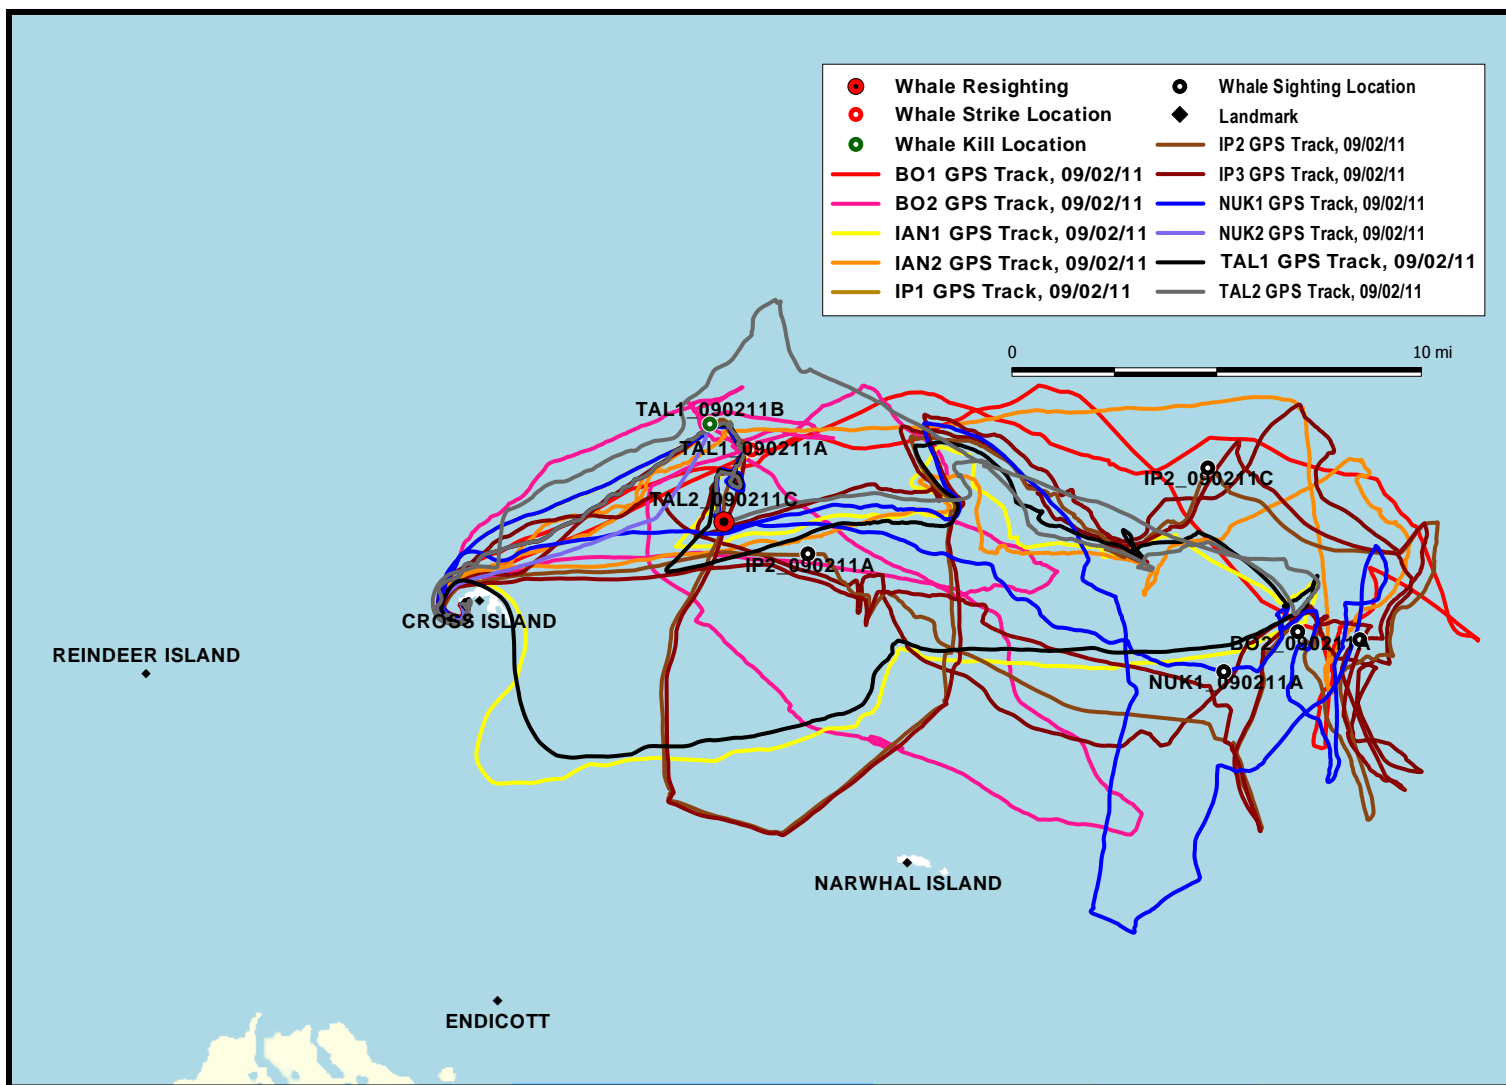 Whale Resighting
Whale Sighting Location
Whale Strike Location
Landmark
Whale Kill Location
IP2 GPS Track, 09/02/11
BO1 GPS Track, 09/02/11
IP3 GPS Track, 09/02/11
BO2 GPS Track, 09/02/11
NUK1 GPS Track, 09/02/11
IAN1 GPS Track, 09/02/11
NUK2 GPS Track, 09/02/11
IAN2 GPS Track, 09/02/11
TAL1 GPS Track, 09/02/11
IP1 GPS Track, 09/02/11
TAL2 GPS Track, 09/02/11
0
10 mi
TAL1_090211B
TAL1_090211A
IP2_090211C
TAL2_090211C
IP2_090211A
CROSS ISLAND
BO2_090211A
REINDEER ISLAND
NUK1_090211A
NARWHAL ISLAND
ENDICOTT